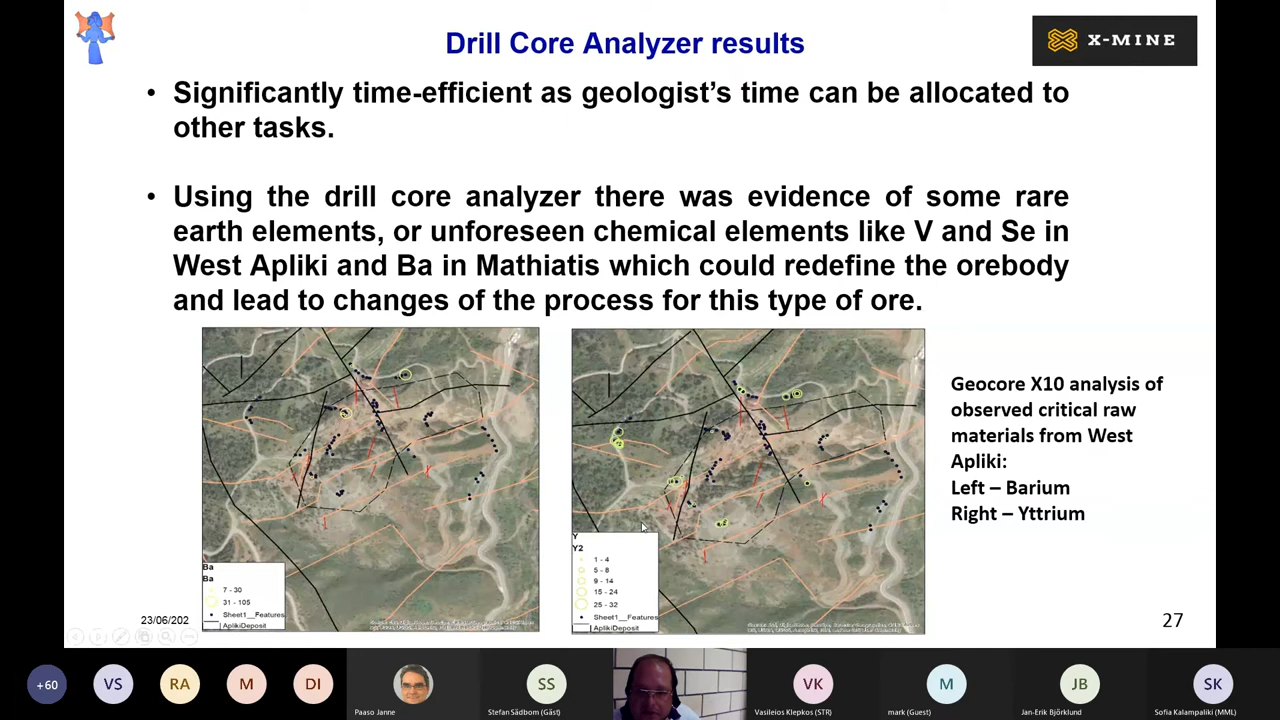 Drill Core Analyzer results
X-MINE
• Significantly time-efficient as geologist's time can be allocated to
other tasks.
• Using the drill core analyzer there was evidence of some rare
earth elements, or unforeseen chemical elements like V and Se in
West Apliki and Ba in Mathiatis which could redefine the orebody
and lead to changes of the process for this type of ore.
Geocore X10 analysis of
observed critical raw
materials from West
Apliki:
Left – Barium
Right – Yttrium
Ba
Ba
7 - 30
31 - 105
Sheet1__Features
AplikiDeposit
Y
Y2
1 - 4
5 - 8
9 - 14
15 - 24
25 - 32
Sheet1__Features
AplikiDeposit
23/06/202
27
+60
VS
RA
M
DI
Paaso Janne
SS
Stefan Sädbom (Gäst)
VK
Vasileios Klepkos (STR)
M
mark (Guest)
JB
Jan-Erik Björklund
SK
Sofia Kalampaliki (MML)